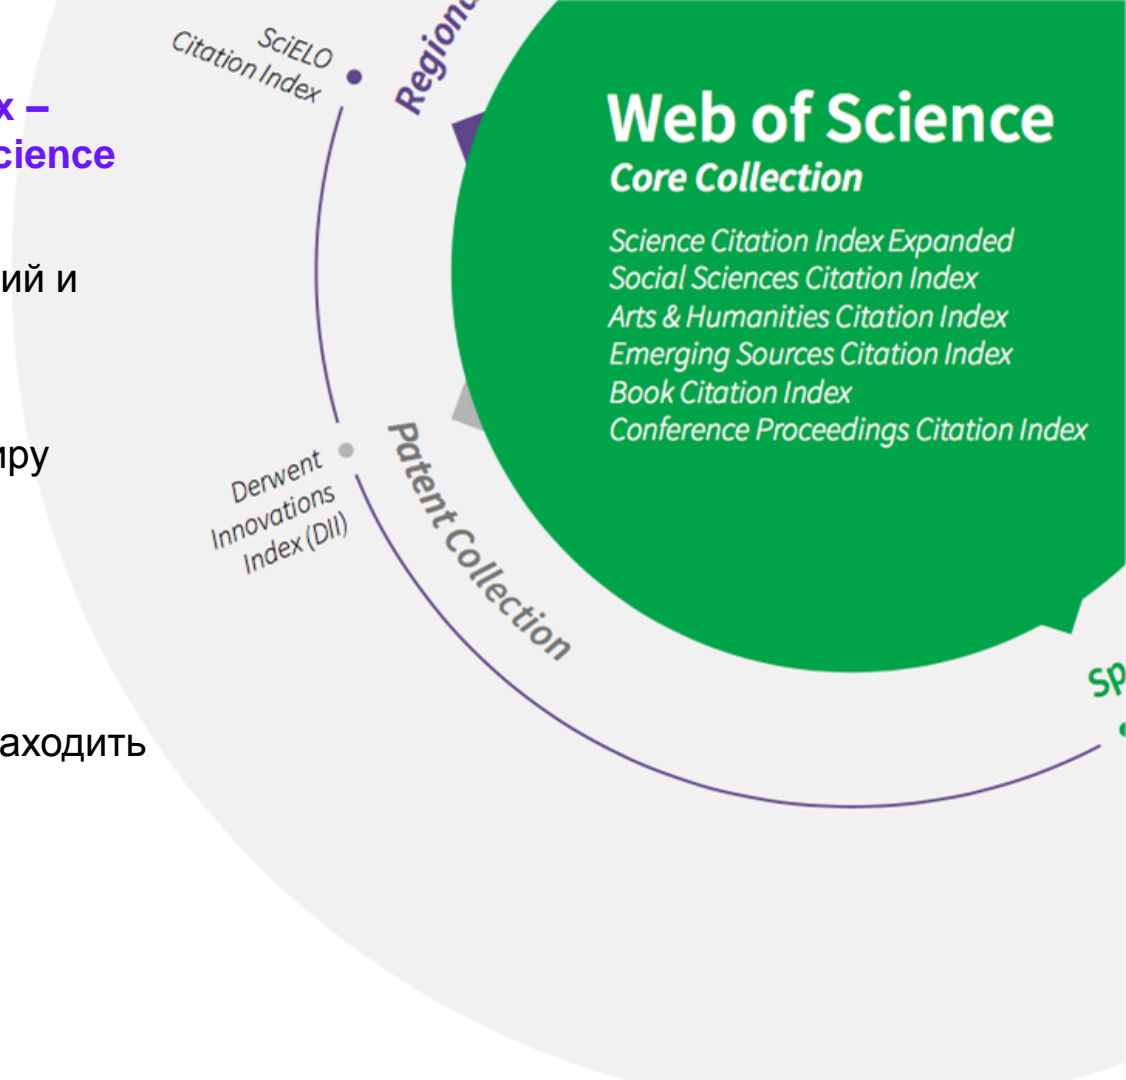 x –
cience
ий и
иру
аходить
SciELO
Citation Index
Regiona
Web of Science
Core Collection
Science Citation Index Expanded
Social Sciences Citation Index
Arts & Humanities Citation Index
Emerging Sources Citation Index
Book Citation Index
Conference Proceedings Citation Index
Derwent
Innovations
Index (DII)
Patent Collection
Sp